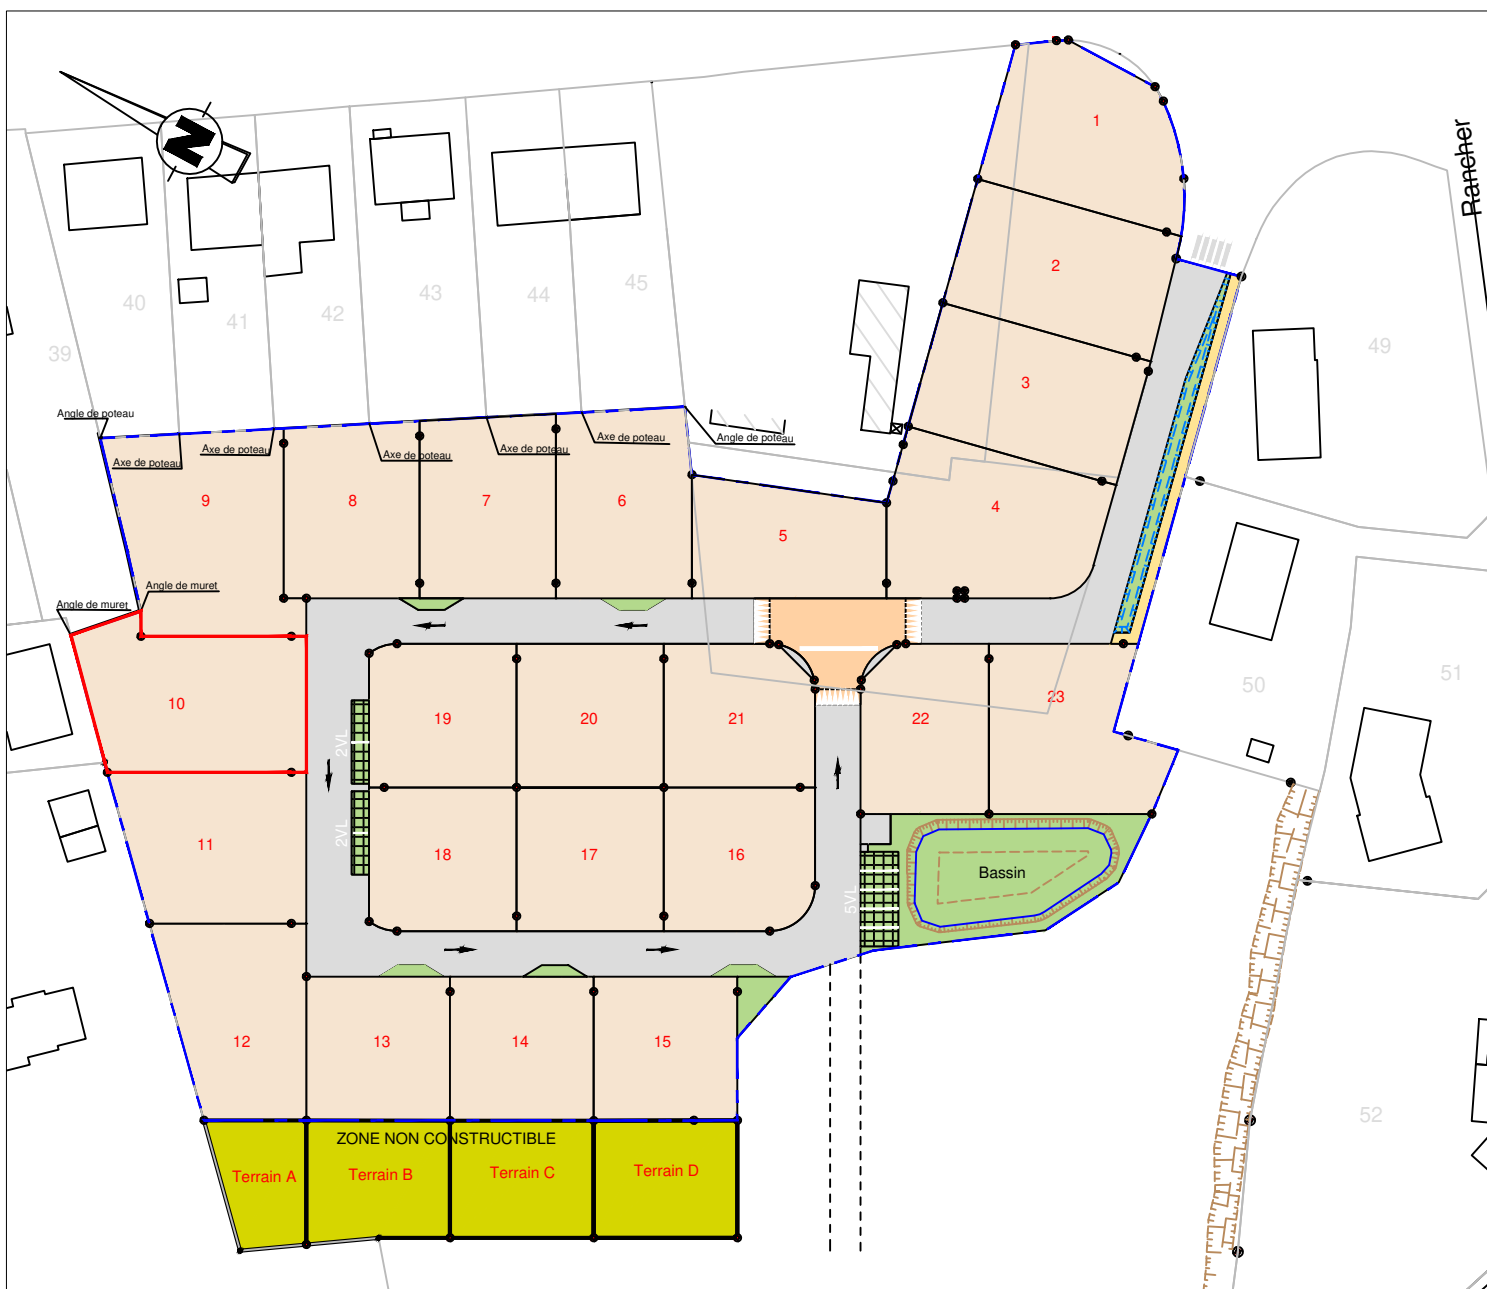 1
Rancher
N
2
45
44
43
40
42
41
49
39
3
Angle de poteau
Angle de poteau
Axe de poteau
Axe de poteau
Axe de poteau
Axe de poteau
Axe de poteau
9
8
7
6
4
5
Angle de muret
Angle de muret
10
51
50
23
19
20
21
22
2VL
2VL
11
18
17
16
Bassin
5VL
12
13
14
15
52
ZONE NON CONSTRUCTIBLE
Terrain A
Terrain B
Terrain C
Terrain D